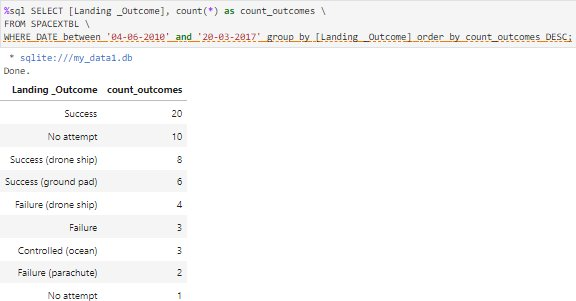 %sql SELECT [Landing _Outcome], count(*) as count_outcomes \
FROM SPACEXTBL \
WHERE DATE between '04-06-2010' and '20-03-2017' group by [Landing _Outcome] order by count_outcomes DESC;
* sqlite:///my_data1.db
Done.
Landing _Outcome count_outcomes
Success 20
No attempt 10
Success (drone ship) 8
Success (ground pad) 6
Failure (drone ship) 4
Failure 3
Controlled (ocean) 3
Failure (parachute) 2
No attempt 1